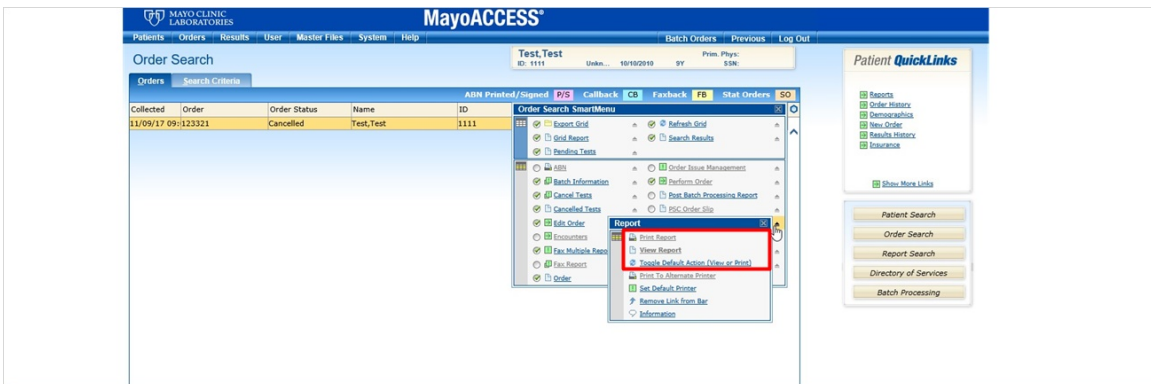 MAYO CLINIC
LABORATORIES
MayoACCESS®
Patients Orders Results User Master Files System Help
Batch Orders Previous Log Out
Order Search
Test,Test
Prim. Phys:
ID: 1111 Unkn... 10/10/2010 9Y SSN:
Patient QuickLinks
Orders Search Criteria
ABN Printed/Signed P/S Callback CB Faxback FB Stat Orders SO
Collected Order Order Status Name ID
11/09/17 09: 123321 Cancelled Test,Test 1111
Order Search SmartMenu
Export Grid Refresh Grid
Grid Report Search Results
Pending Tests
ABN Order Issue Management
Batch Information Perform Order
Cancel Tests Post Batch Processing Report
Cancelled Tests PSC Order Slip
Edit Order
Encounters
Fax Multiple Repo
Fax Report
Order
Report
Print Report
View Report
Toggle Default Action (View or Print)
Print To Alternate Printer
Set Default Printer
Remove Link from Bar
Information
Reports
Order History
Demographics
New Order
Results History
Insurance
Show More Links
Patient Search
Order Search
Report Search
Directory of Services
Batch Processing